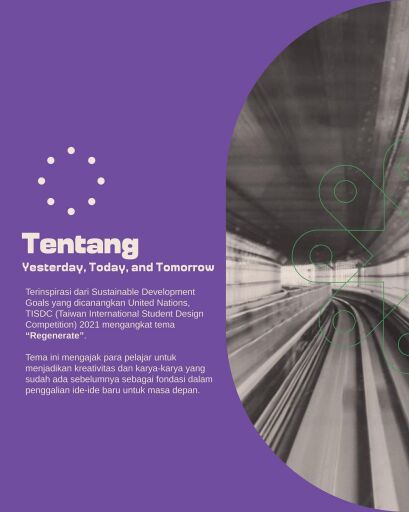 Tentang
Yesterday, Today, and Tomorrow
Terinspirasi dari Sustainable Development
Goals yang dicanangkan United Nations,
TISDC (Taiwan International Student Design
Competition) 2021 mengangkat tema
“Regenerate”.
Tema ini mengajak para pelajar untuk
menjadikan kreativitas dan karya-karya yang
sudah ada sebelumnya sebagai fondasi dalam
penggalian ide-ide baru untuk masa depan.